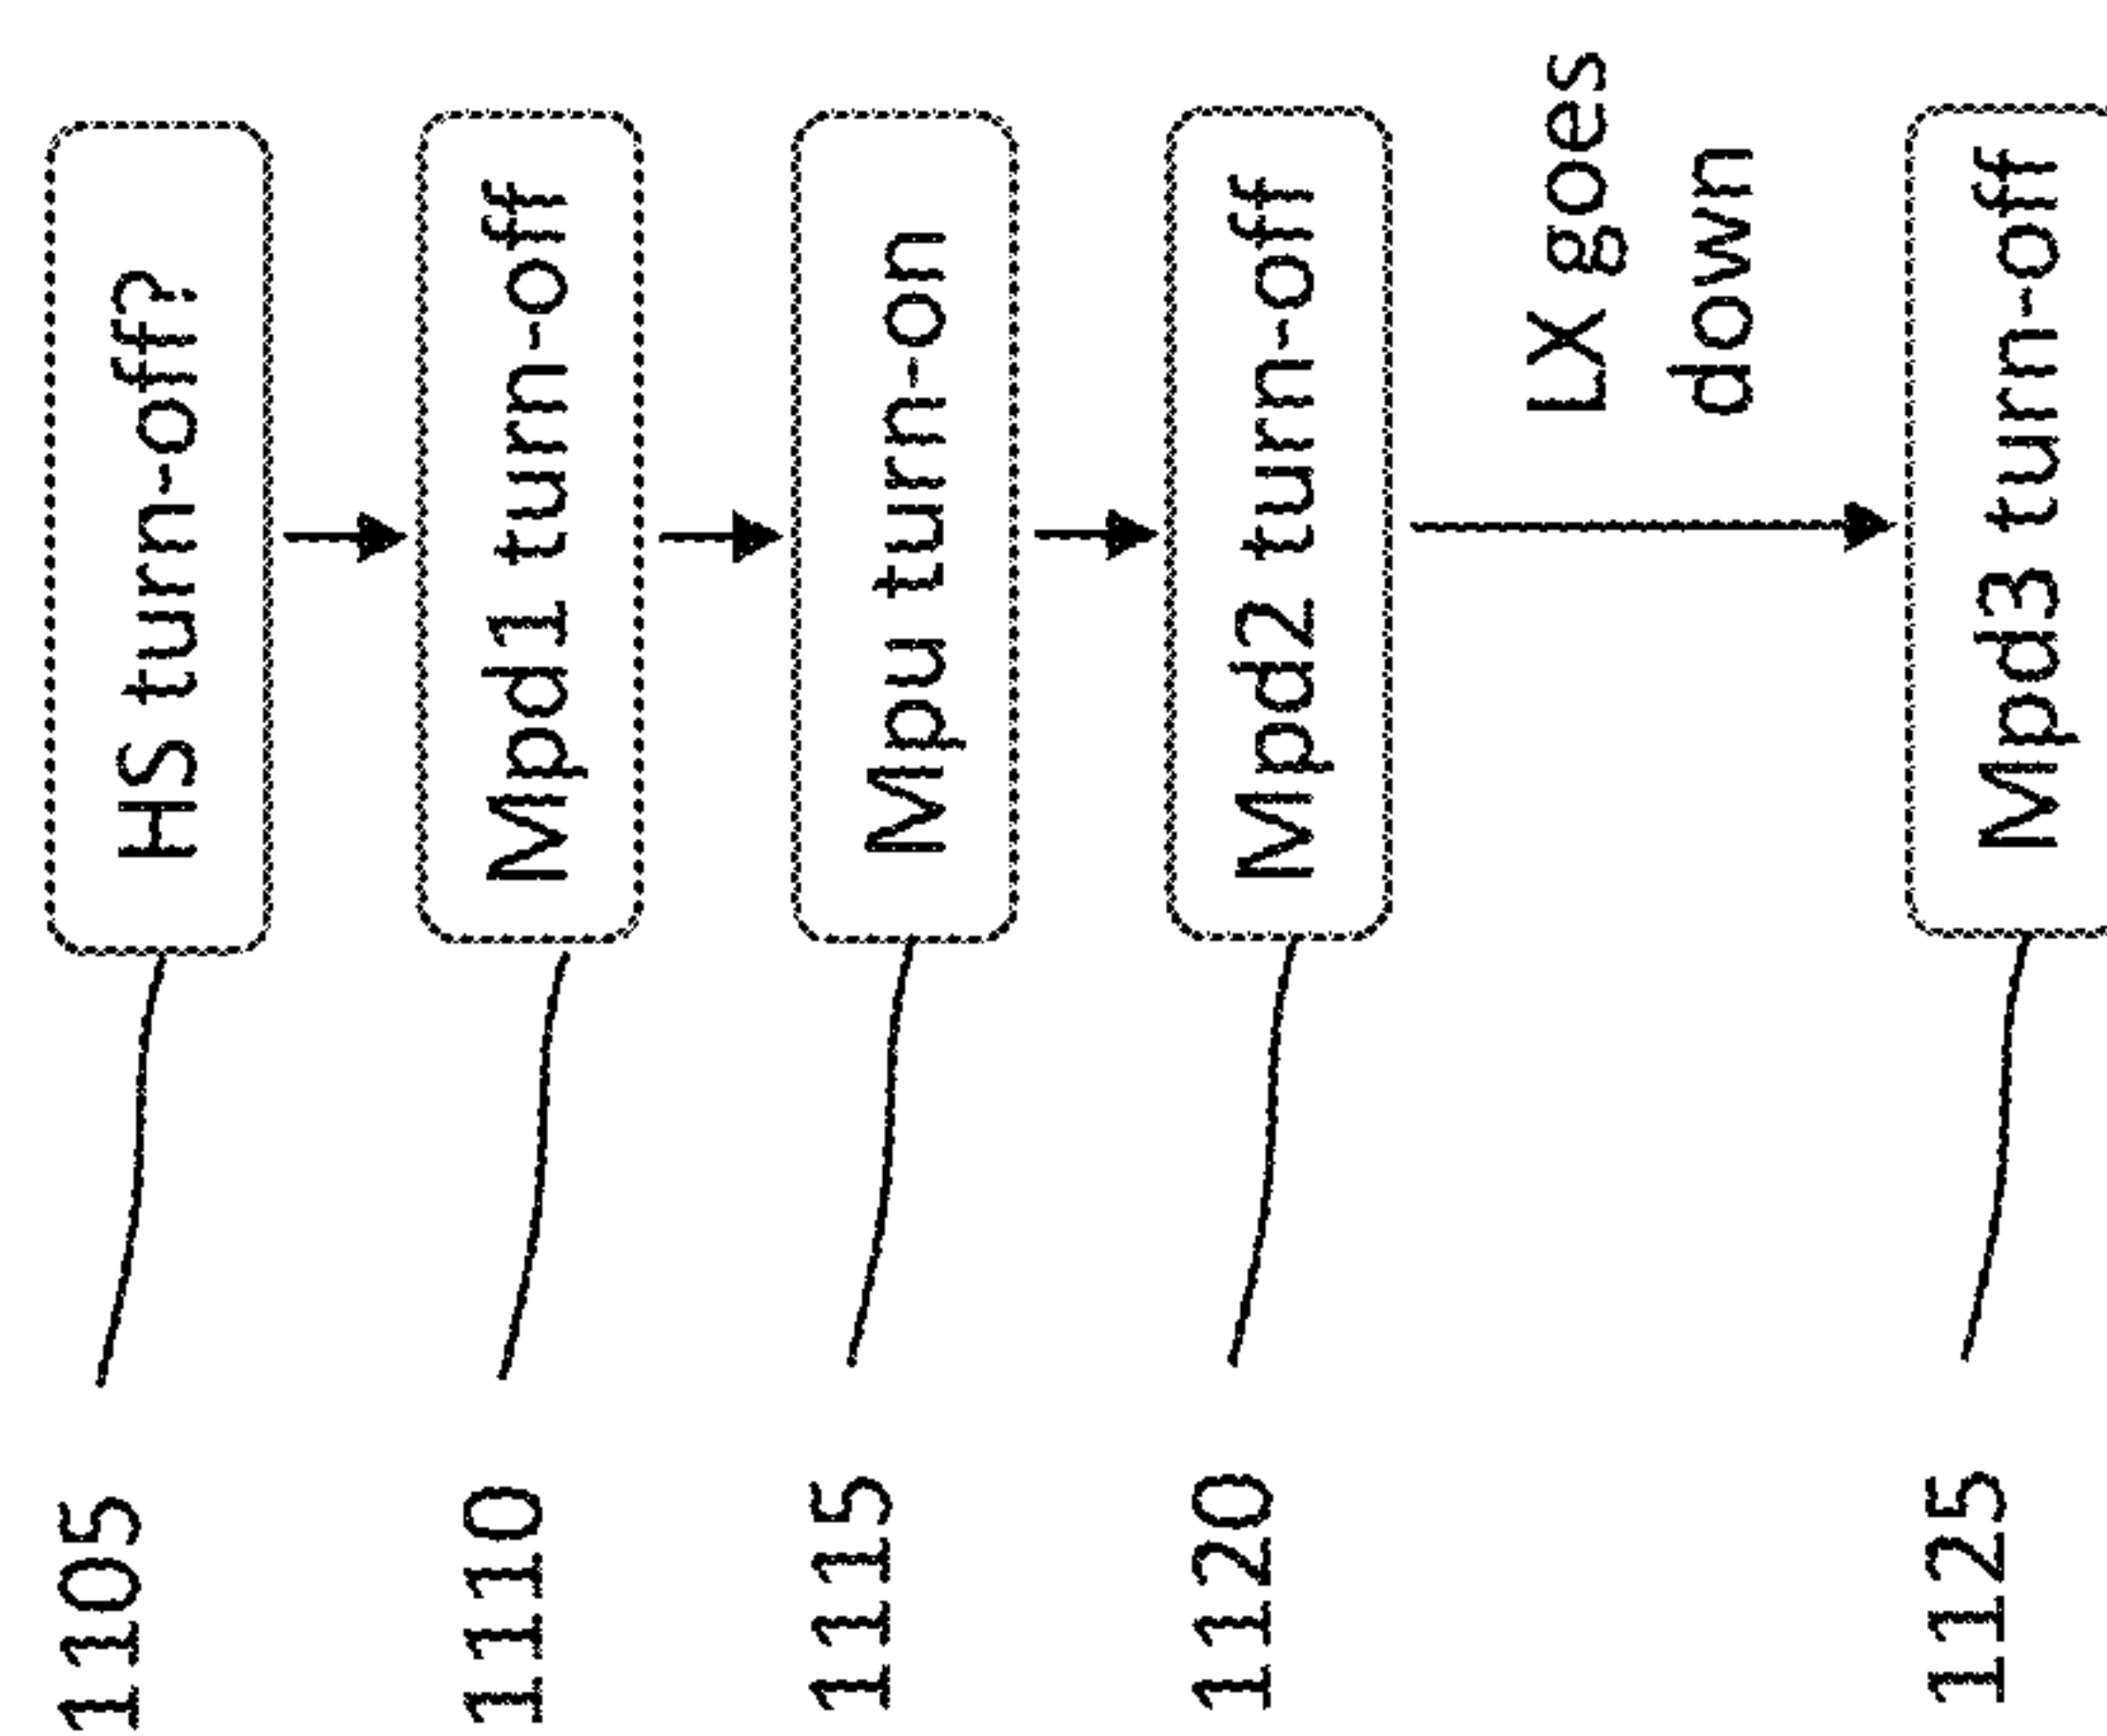 1105
HS turn-off?
1110
Mpd1 turn-off
1115
Mpu turn-on
1120
Mpd2 turn-off
LX goes
down
1125
Mpd3 turn-off